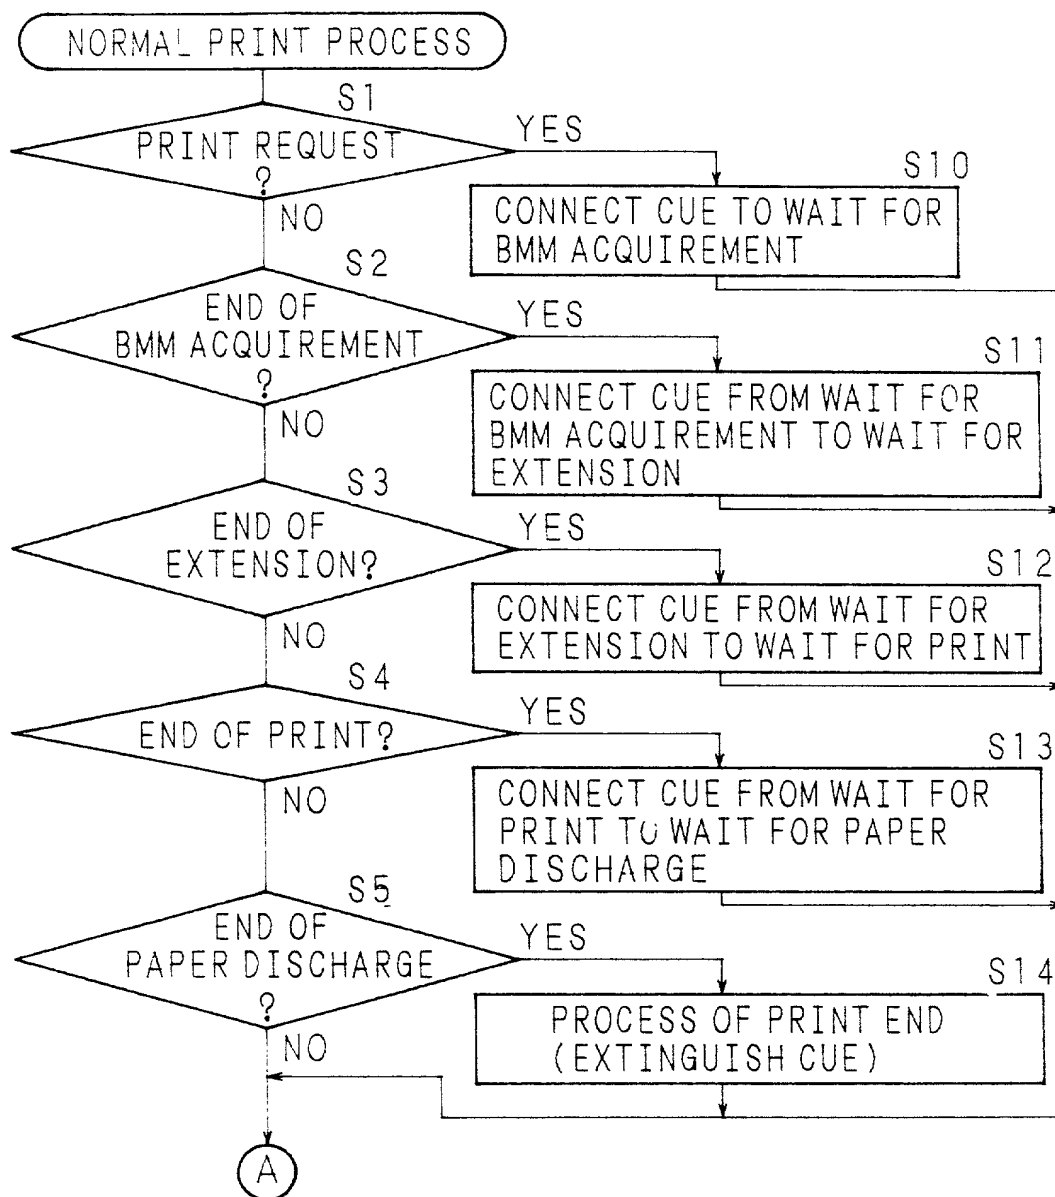 NORMAL PRINT PROCESS
S1
PRINT REQUEST
?
YES
NO
S10
CONNECT CUE TO WAIT FOR
BMM ACQUIREMENT
S2
END OF
BMM ACQUIREMENT
?
YES
NO
S11
CONNECT CUE FROM WAIT FOR
BMM ACQUIREMENT TO WAIT FOR
EXTENSION
S3
END OF
EXTENSION?
YES
NO
S12
CONNECT CUE FROM WAIT FOR
EXTENSION TO WAIT FOR PRINT
S4
END OF PRINT?
YES
NO
S13
CONNECT CUE FROM WAIT FOR
PRINT TO WAIT FOR PAPER
DISCHARGE
S5
END OF
PAPER DISCHARGE
?
YES
NO
S14
PROCESS OF PRINT END
(EXTINGUISH CUE)
A